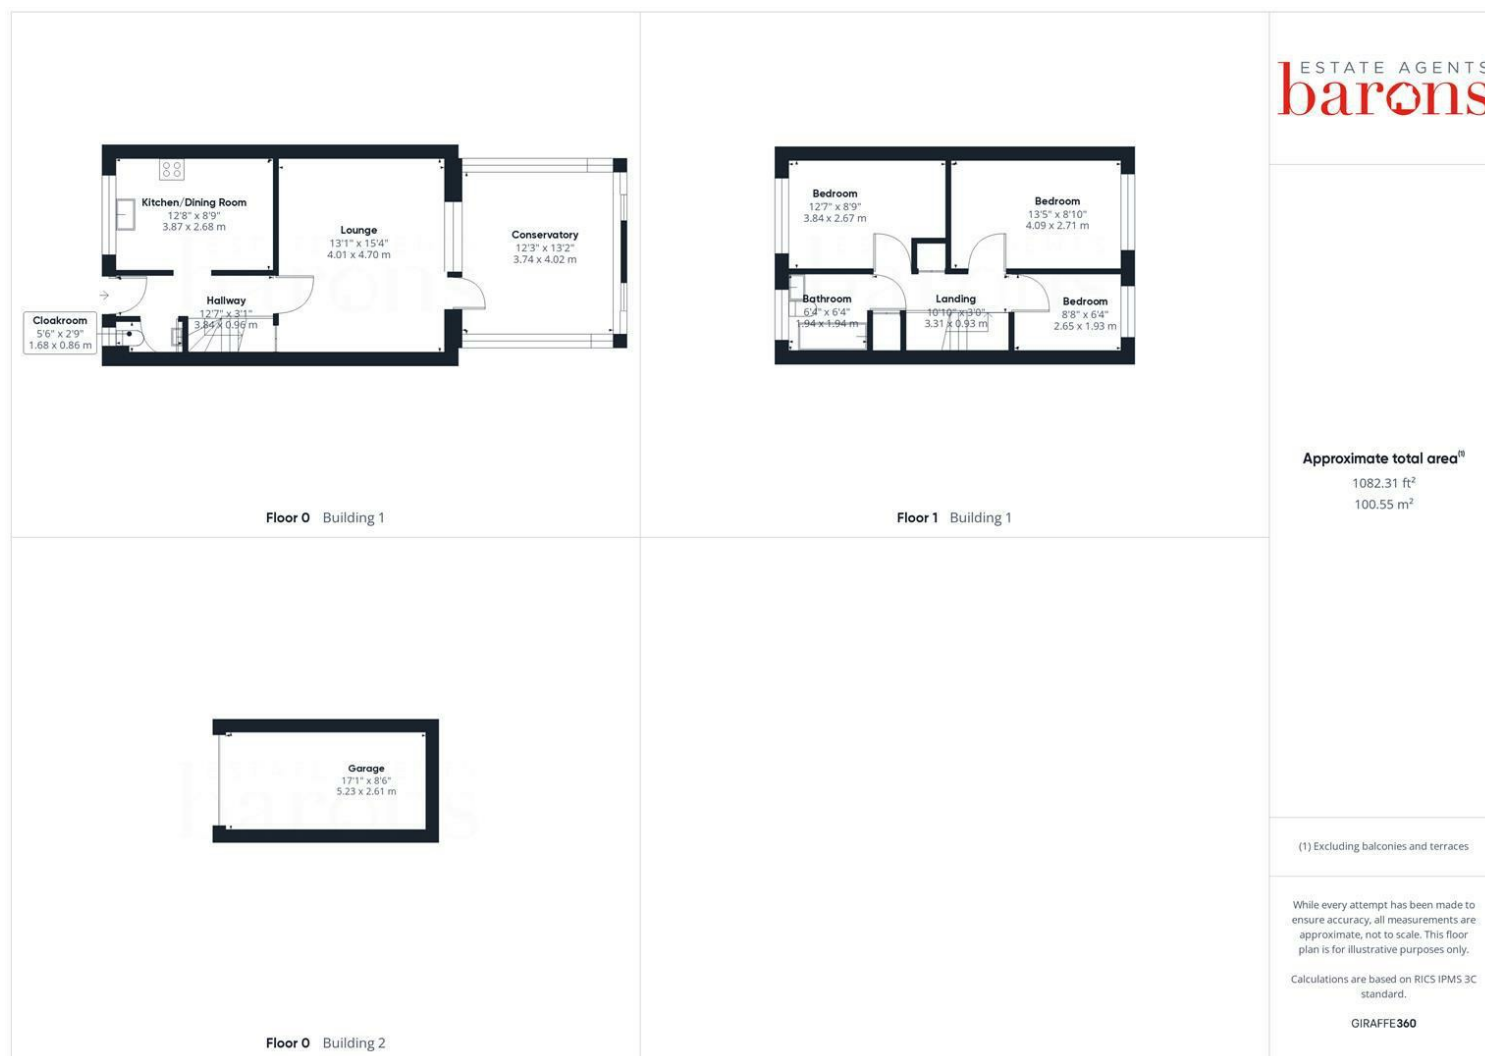 Kitchen/Dining Room
12'8" x 8'9"
3.87 x 2.68 m
Lounge
13'1" x 15'4"
4.01 x 4.70 m
Conservatory
12'3" x 13'2"
3.74 x 4.02 m
Hallway
12'7" x 3'1"
3.84 x 0.96 m
Cloakroom
5'6" x 2'9"
1.68 x 0.86 m
Floor 0 Building 1
Bedroom
12'7" x 8'9"
3.84 x 2.67 m
Bedroom
13'5" x 8'10"
4.09 x 2.71 m
Bathroom
6'4" x 6'4"
1.94 x 1.94 m
Landing
10'10" x 3'0"
3.31 x 0.93 m
Bedroom
8'8" x 6'4"
2.65 x 1.93 m
Floor 1 Building 1
Garage
17'1" x 8'6"
5.23 x 2.61 m
Floor 0 Building 2
ESTATE AGENTS
barons
Approximate total area(1)
1082.31 ft²
100.55 m²
(1) Excluding balconies and terraces
While every attempt has been made to
ensure accuracy, all measurements are
approximate, not to scale. This floor
plan is for illustrative purposes only.
Calculations are based on RICS IPMS 3C
standard.
GIRAFFE360